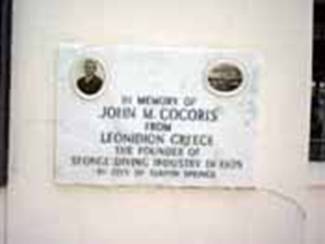 IN MEMORY OF
JOHN M. COCORIS
FROM
LEONIDION GREECE
THE FOUNDER OF
SPONGE DIVING INDUSTRY IN 1905
BY CITY OF TARPON SPRINGS